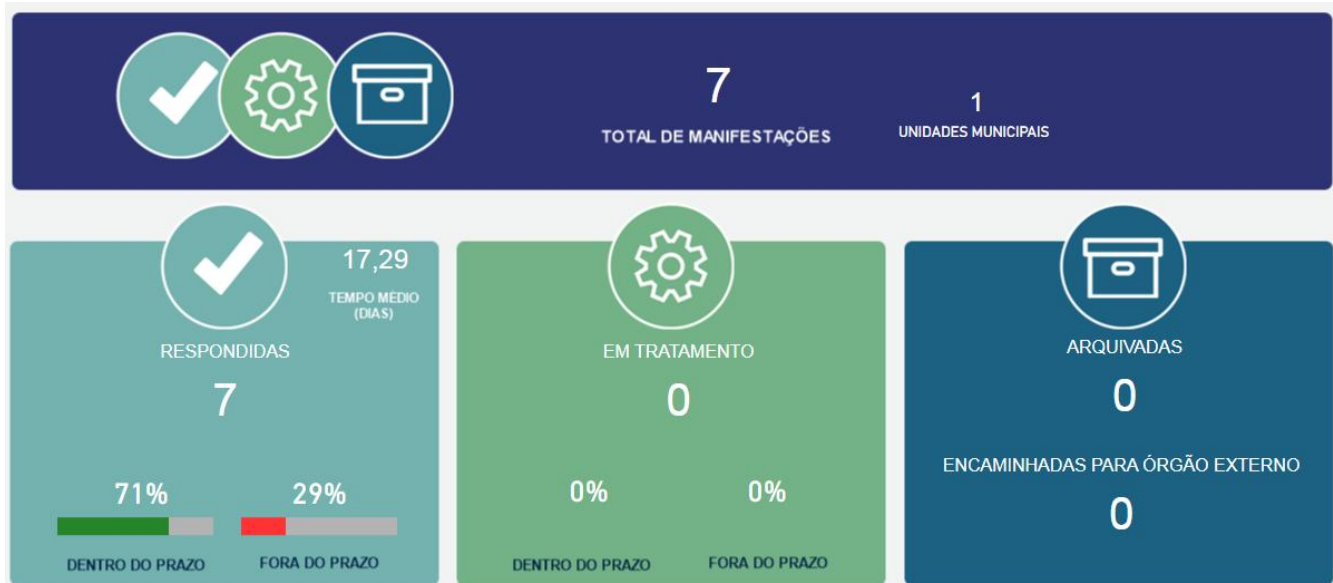 7
TOTAL DE MANIFESTAÇÕES
1
UNIDADES MUNICIPAIS
17,29
TEMPO MÉDIO
(DIAS)
RESPONDIDAS
7
71%
29%
DENTRO DO PRAZO
FORA DO PRAZO
EM TRATAMENTO
0
0%
0%
DENTRO DO PRAZO
FORA DO PRAZO
ARQUIVADAS
0
ENCAMINHADAS PARA ÓRGÃO EXTERNO
0